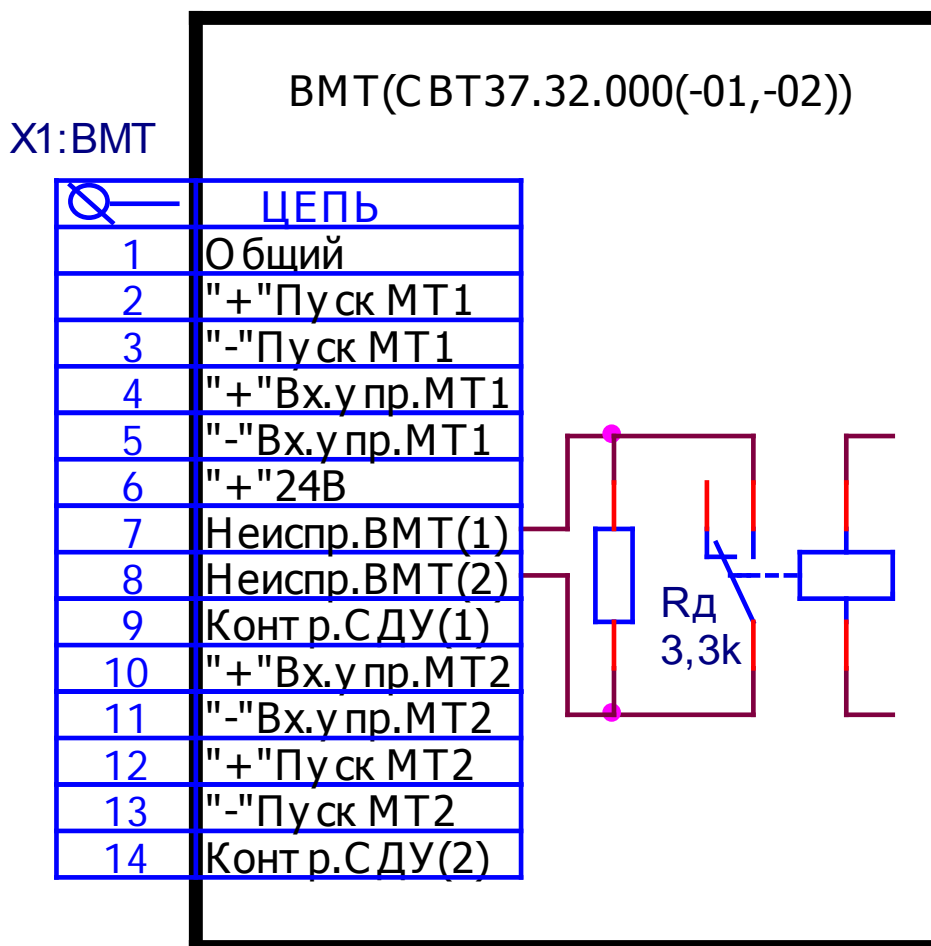 ВМТ(СВТ37.32.000(-01,-02))
X1:ВМТ
ЦЕПЬ
1 Общий
2 "+"Пуск МТ1
3 "-"Пуск МТ1
4 "+"Вх.упр.МТ1
5 "-"Вх.упр.МТ1
6 "+"24В
7 Неиспр.ВМТ(1)
8 Неиспр.ВМТ(2)
9 Контр.СДУ(1)
10 "+"Вх.упр.МТ2
11 "-"Вх.упр.МТ2
12 "+"Пуск МТ2
13 "-"Пуск МТ2
14 Контр.СДУ(2)
Rд
3,3k